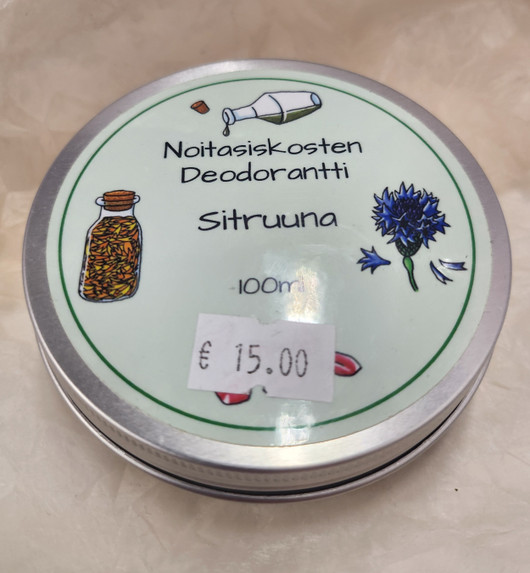 Noitasiskosten
Deodorantti
Sitruuna
100ml
€ 15.00